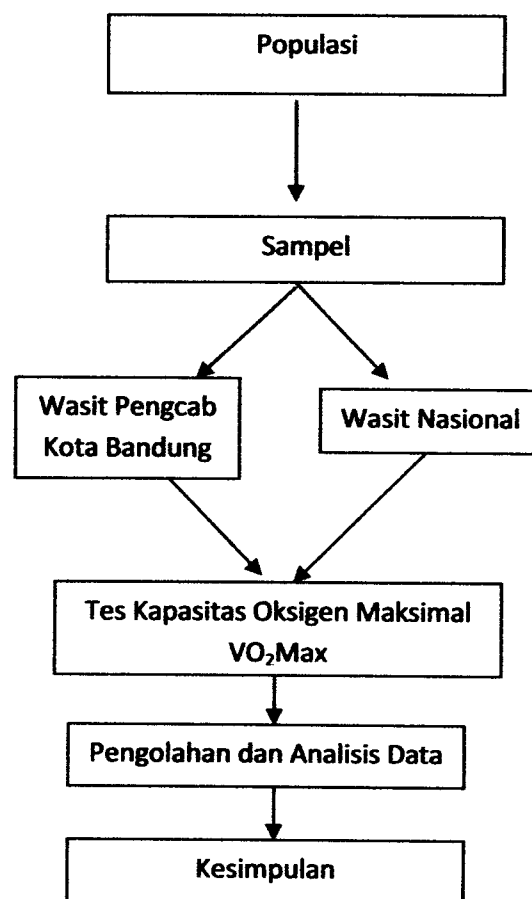 Populasi
Sampel
Wasit Pengcab
Kota Bandung
Wasit Nasional
Tes Kapasitas Oksigen Maksimal
VO₂Max
Pengolahan dan Analisis Data
Kesimpulan